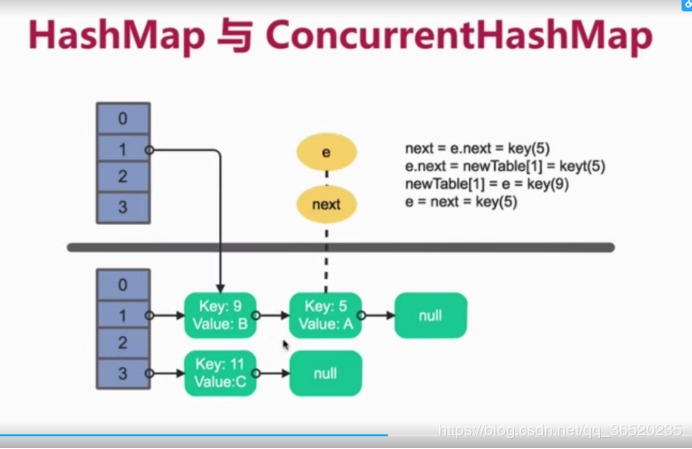 HashMap 与 ConcurrentHashMap
0
1
2
3
e
next
next = e.next = key(5)
e.next = newTable[1] = keyt(5)
newTable[1] = e = key(9)
e = next = key(5)
0
1
2
3
Key: 9
Value: B
Key: 5
Value: A
null
Key: 11
Value:C
null
https://blog.csdn.net/qq_36520235